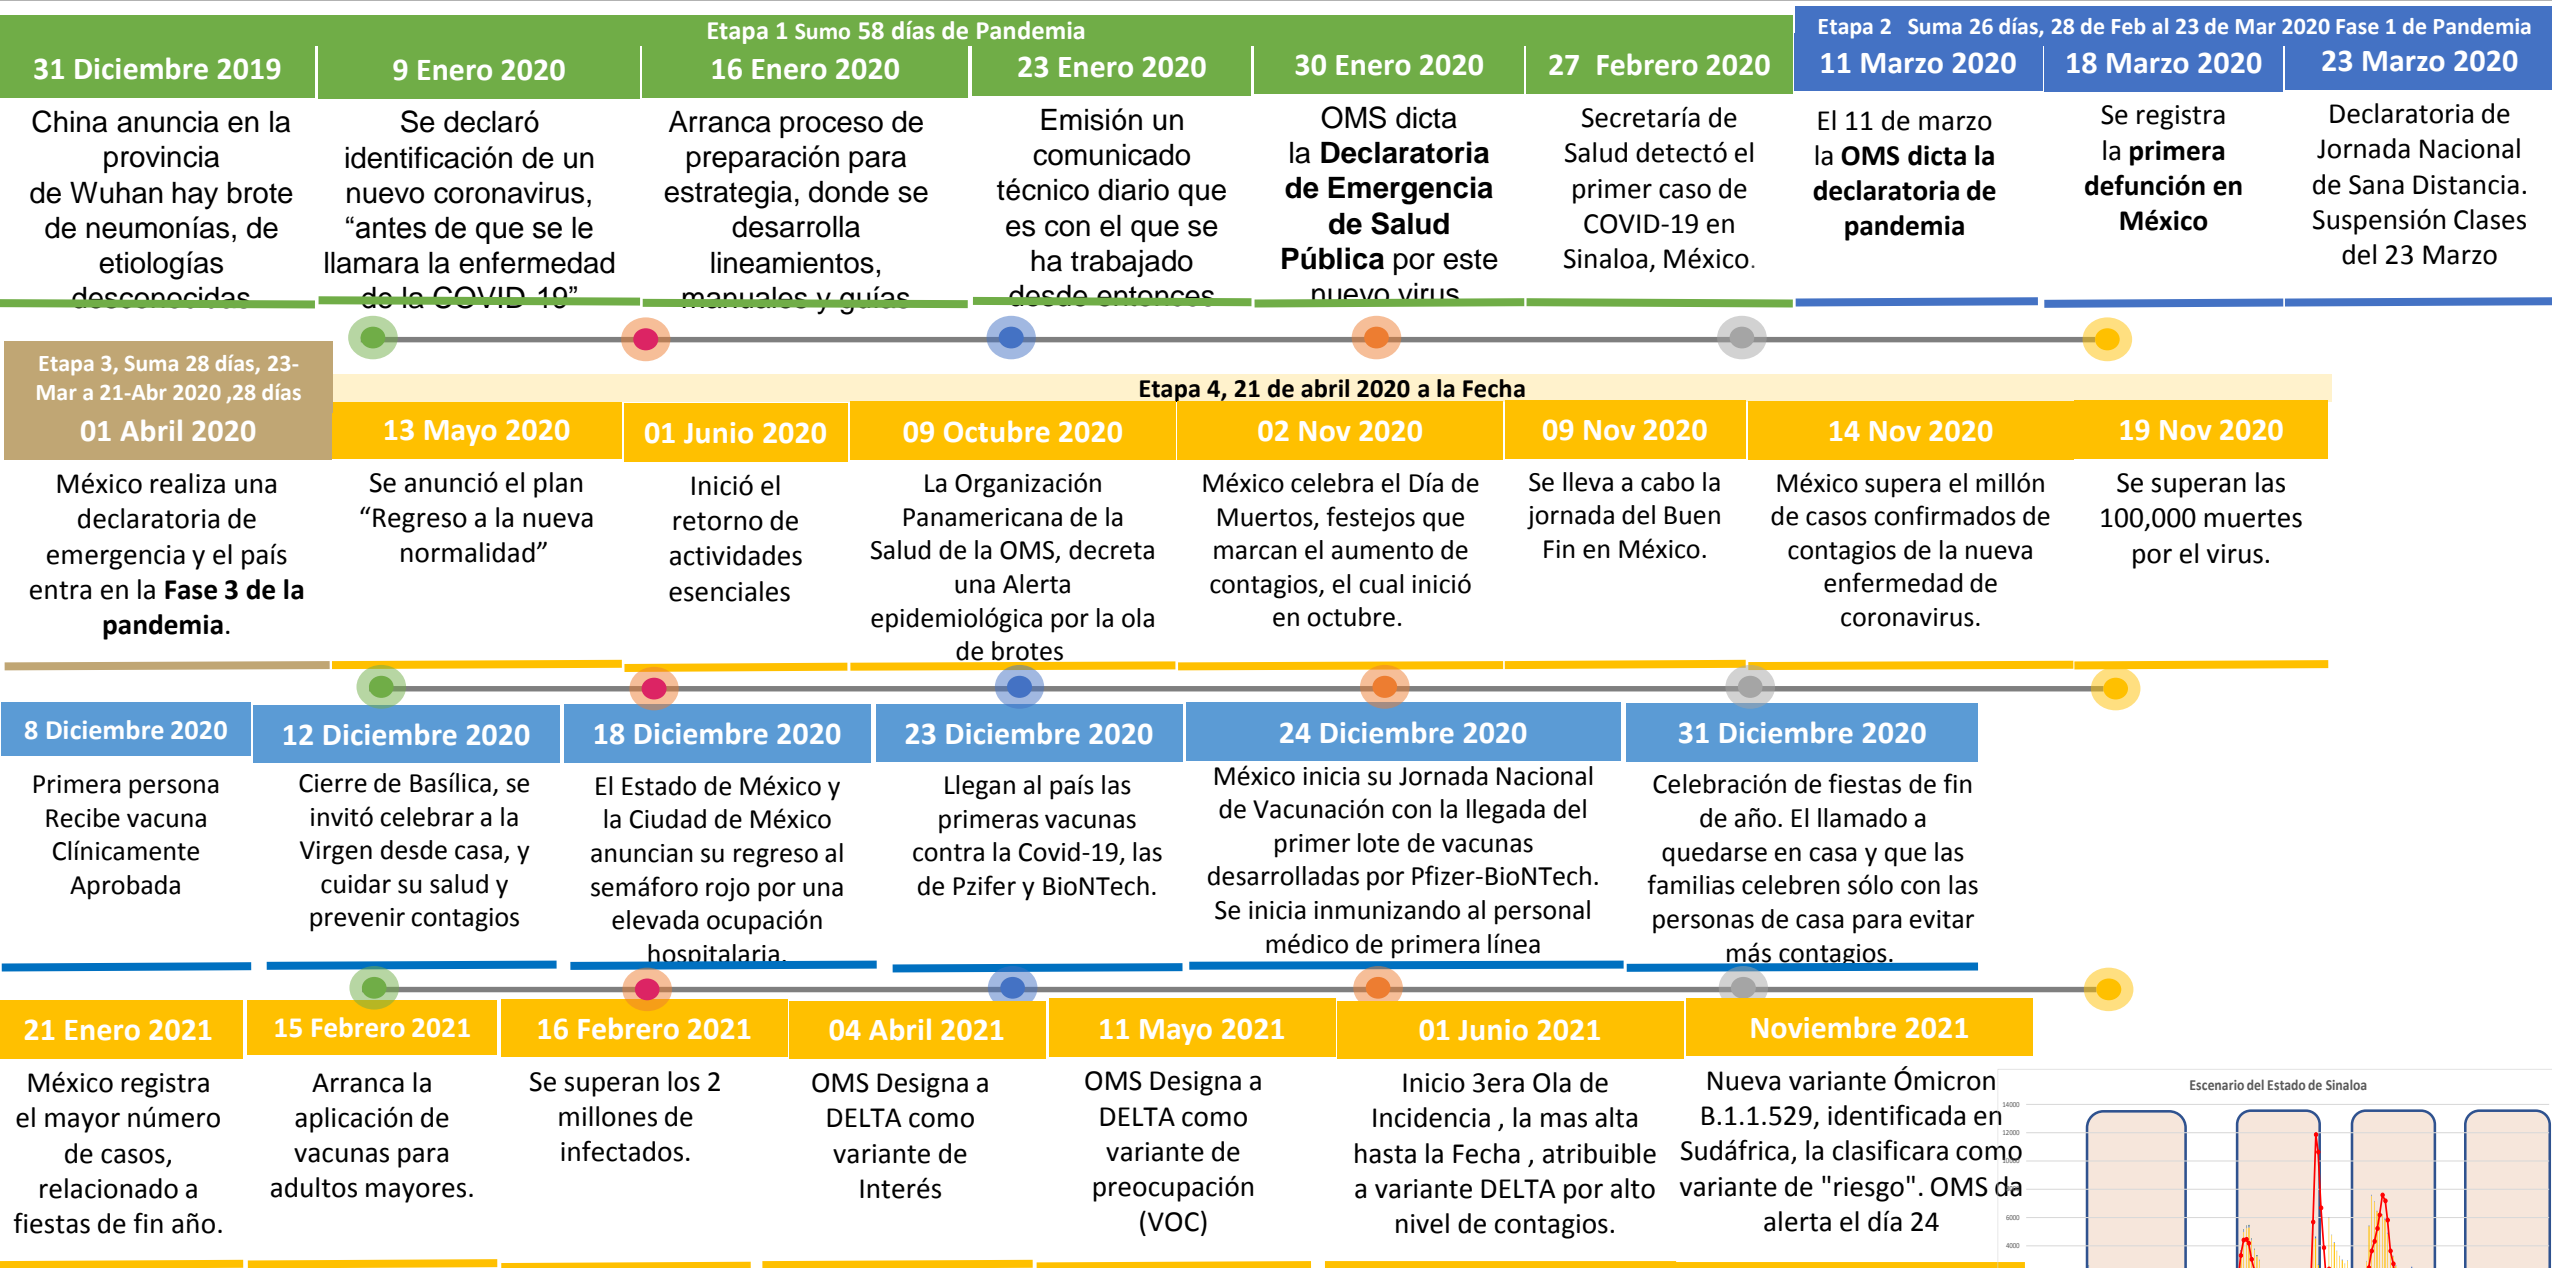 Etapa 1 Sumo 58 días de Pandemia
Etapa 2 Suma 26 días, 28 de Feb al 23 de Mar 2020 Fase 1 de Pandemia
31 Diciembre 2019
China anuncia en la
provincia
de Wuhan hay brote
de neumonías, de
etiologías
desconocidas
9 Enero 2020
Se declaró
identificación de un
nuevo coronavirus,
“antes de que se le
llamara la enfermedad
de la COVID-19”
16 Enero 2020
Arranca proceso de
preparación para
estrategia, donde se
desarrolla
lineamientos,
manuales y guías
23 Enero 2020
Emisión un
comunicado
técnico diario que
es con el que se
ha trabajado
desde entonces
30 Enero 2020
OMS dicta
la Declaratoria
de Emergencia
de Salud
Pública por este
nuevo virus
27 Febrero 2020
Secretaría de
Salud detectó el
primer caso de
COVID-19 en
Sinaloa, México.
11 Marzo 2020
El 11 de marzo
la OMS dicta la
declaratoria de
pandemia
18 Marzo 2020
Se registra
la primera
defunción en
México
23 Marzo 2020
Declaratoria de
Jornada Nacional
de Sana Distancia.
Suspensión Clases
del 23 Marzo
Etapa 3, Suma 28 días, 23-
Mar a 21-Abr 2020 ,28 días
01 Abril 2020
México realiza una
declaratoria de
emergencia y el país
entra en la Fase 3 de la
pandemia.
Etapa 4, 21 de abril 2020 a la Fecha
13 Mayo 2020
Se anunció el plan
“Regreso a la nueva
normalidad”
01 Junio 2020
Inició el
retorno de
actividades
esenciales
09 Octubre 2020
La Organización
Panamericana de la
Salud de la OMS, decreta
una Alerta
epidemiológica por la ola
de brotes
02 Nov 2020
México celebra el Día de
Muertos, festejos que
marcan el aumento de
contagios, el cual inició
en octubre.
09 Nov 2020
Se lleva a cabo la
jornada del Buen
Fin en México.
14 Nov 2020
México supera el millón
de casos confirmados de
contagios de la nueva
enfermedad de
coronavirus.
19 Nov 2020
Se superan las
100,000 muertes
por el virus.
8 Diciembre 2020
Primera persona
Recibe vacuna
Clínicamente
Aprobada
12 Diciembre 2020
Cierre de Basílica, se
invitó celebrar a la
Virgen desde casa, y
cuidar su salud y
prevenir contagios
18 Diciembre 2020
El Estado de México y
la Ciudad de México
anuncian su regreso al
semáforo rojo por una
elevada ocupación
hospitalaria.
23 Diciembre 2020
Llegan al país las
primeras vacunas
contra la Covid-19, las
de Pzifer y BioNTech.
24 Diciembre 2020
México inicia su Jornada Nacional
de Vacunación con la llegada del
primer lote de vacunas
desarrolladas por Pfizer-BioNTech.
Se inicia inmunizando al personal
médico de primera línea
31 Diciembre 2020
Celebración de fiestas de fin
de año. El llamado a
quedarse en casa y que las
familias celebren sólo con las
personas de casa para evitar
más contagios.
21 Enero 2021
México registra
el mayor número
de casos,
relacionado a
fiestas de fin año.
15 Febrero 2021
Arranca la
aplicación de
vacunas para
adultos mayores.
16 Febrero 2021
Se superan los 2
millones de
infectados.
04 Abril 2021
OMS Designa a
DELTA como
variante de
Interés
11 Mayo 2021
OMS Designa a
DELTA como
variante de
preocupación
(VOC)
01 Junio 2021
Inicio 3era Ola de
Incidencia , la mas alta
hasta la Fecha , atribuible
a variante DELTA por alto
nivel de contagios.
Noviembre 2021
Nueva variante Ómicron
B.1.1.529, identificada en
Sudáfrica, la clasificara como
variante de "riesgo". OMS da
alerta el día 24
Escenario del Estado de Sinaloa
14000
12000
6000
4000